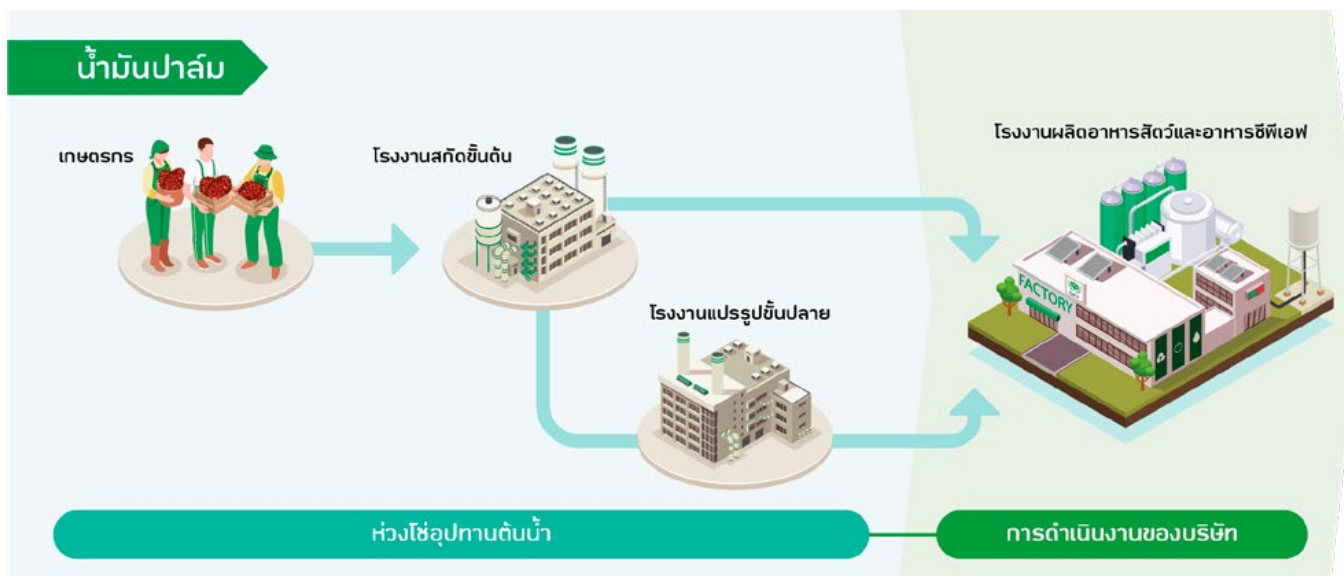 น้ำมันปาล์ม
เกษตรกร
โรงงานสกัดขั้นต้น
โรงงานแปรรูปขั้นปลาย
โรงงานผลิตอาหารสัตว์และอาหารซีพีเอฟ
FACTORY
ห่วงโซ่อุปทานต้นน้ำ
การดำเนินงานของบริษัท